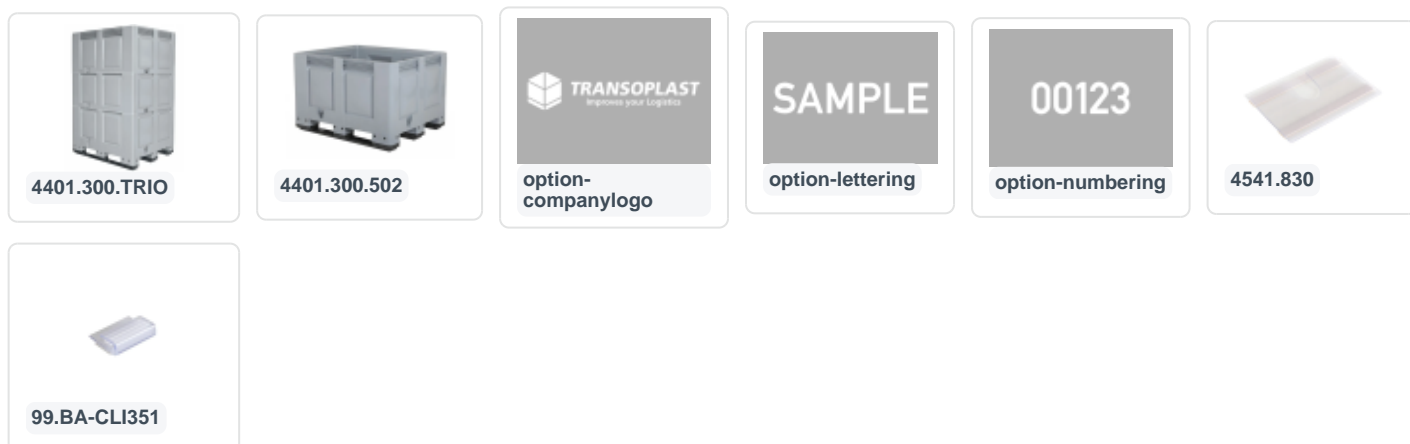 TRANSOPLAST
Improves your Logistics
SAMPLE
00123
4401.300.TRIO
4401.300.502
option-
companylogo
option-lettering
option-numbering
4541.830
99.BA-CLI351